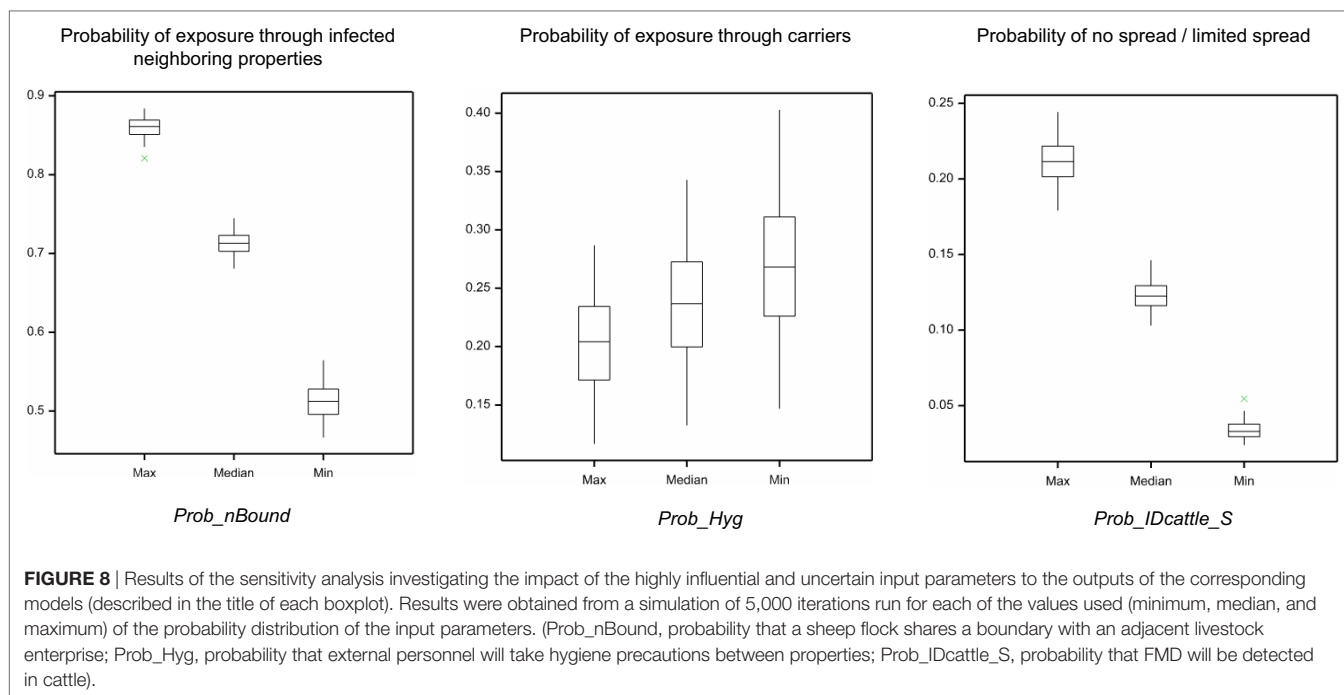 Probability of exposure through infected
neighboring properties
0.9
0.8
0.7
0.6
0.5
Max
Median
Min
Prob_nBound
Probability of exposure through carriers
0.40
0.35
0.30
0.25
0.20
0.15
Max
Median
Min
Prob_Hyg
Probability of no spread / limited spread
0.25
0.20
0.15
0.10
0.05
Max
Median
Min
Prob_IDcattle_S
FIGURE 8 | Results of the sensitivity analysis investigating the impact of the highly influential and uncertain input parameters to the outputs of the corresponding
models (described in the title of each boxplot). Results were obtained from a simulation of 5,000 iterations run for each of the values used (minimum, median, and
maximum) of the probability distribution of the input parameters. (Prob_nBound, probability that a sheep flock shares a boundary with an adjacent livestock
enterprise; Prob_Hyg, probability that external personnel will take hygiene precautions between properties; Prob_IDcattle_S, probability that FMD will be detected
in cattle).